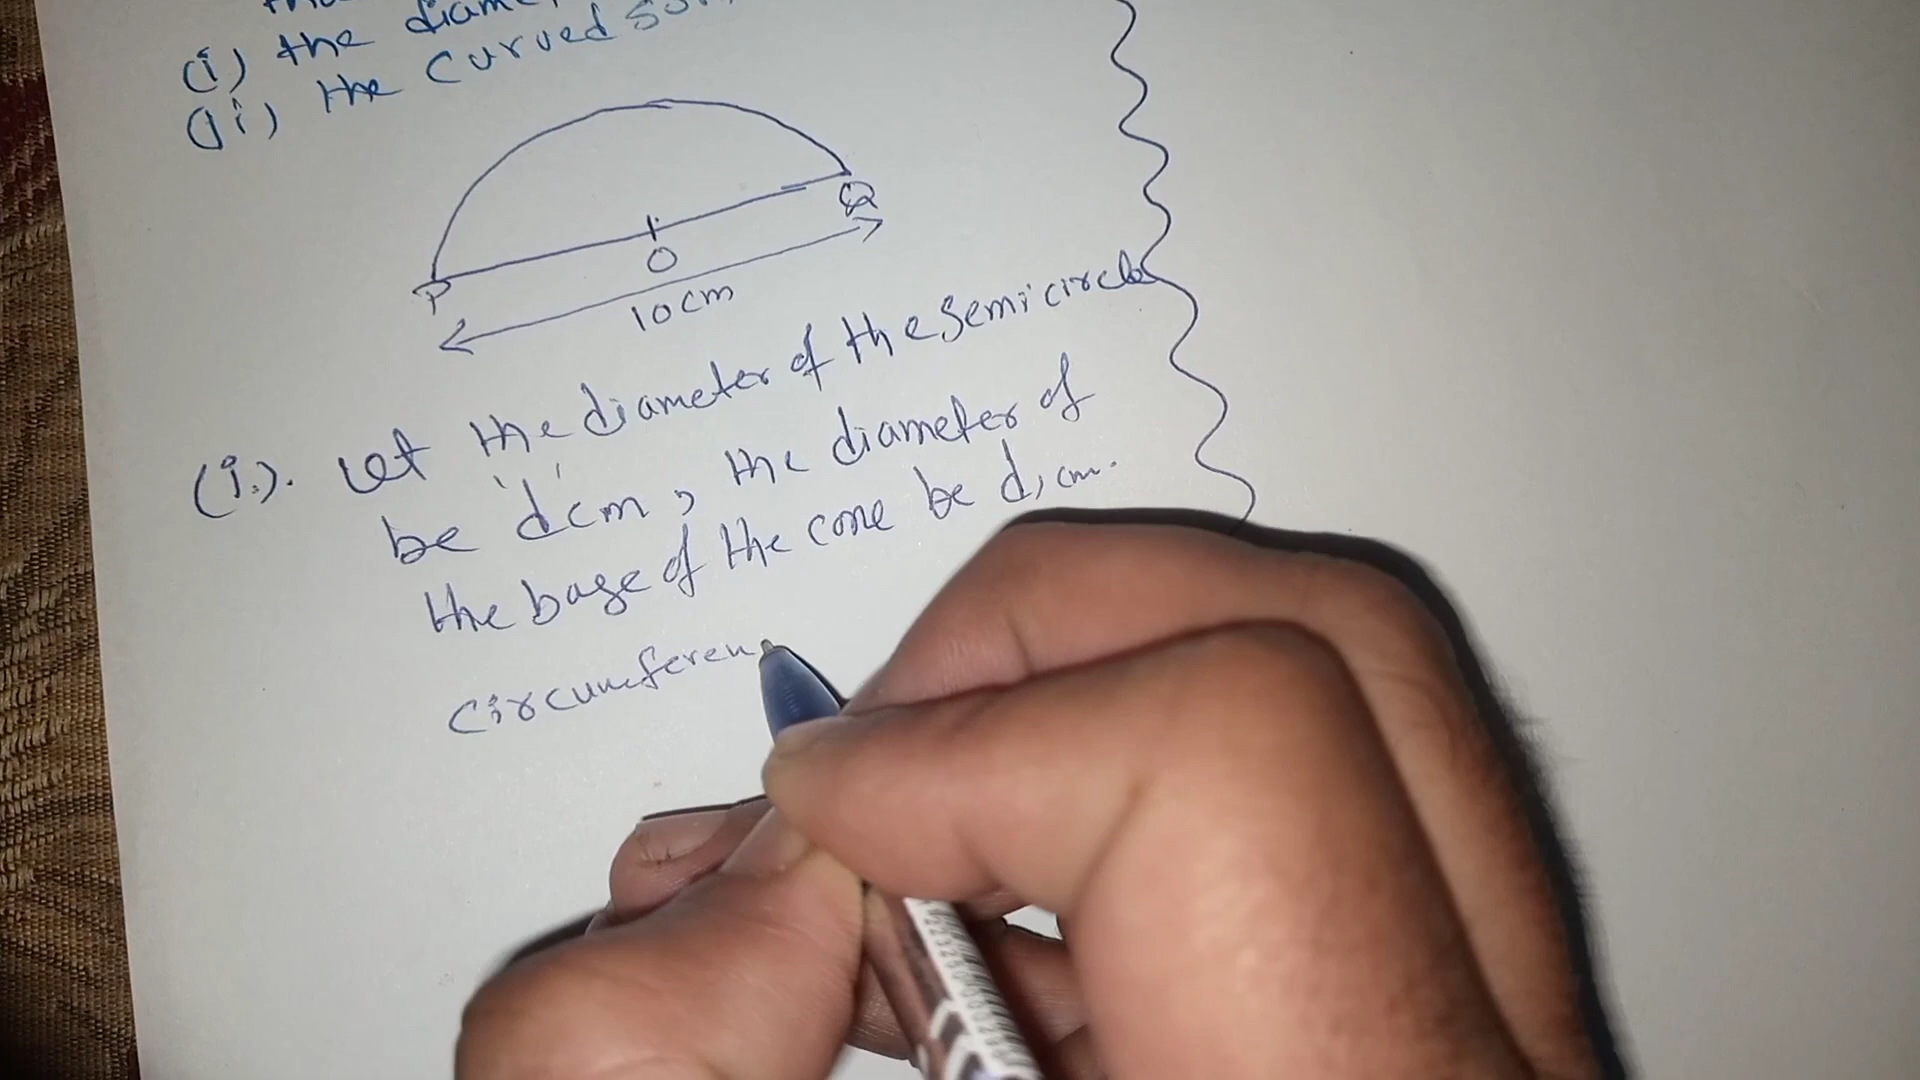 (i) the diame
(ii) the curved
P
O
Q
10cm
(i). Let the diameter of the semicircle
be 'd'cm, the diameter of
the base of the cone be d₁cm.
circumferen